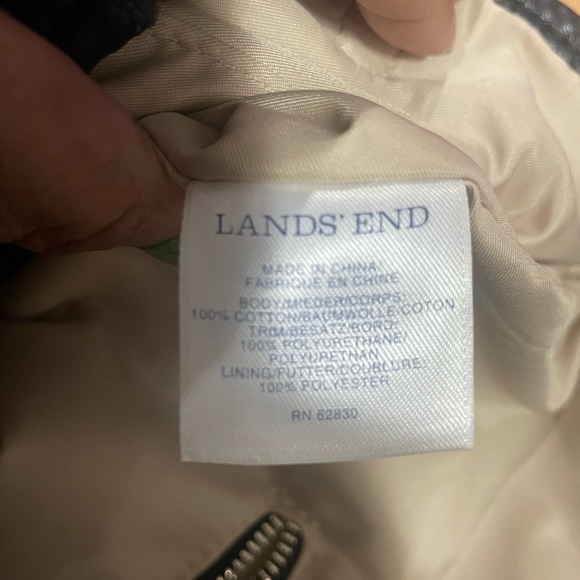 LANDS' END
MADE IN CHINA/
FABRIQUE EN CHINE
BODY/MIEDER/CORPS:
100% COTTON/BAUMWOLLE/COTON
TRIM/BESATZ/BORD:
100% POLYURETHANE/
POLYURETHAN
LINING/FUTTER/DOUBLURE:
100% POLYESTER
RN 62830